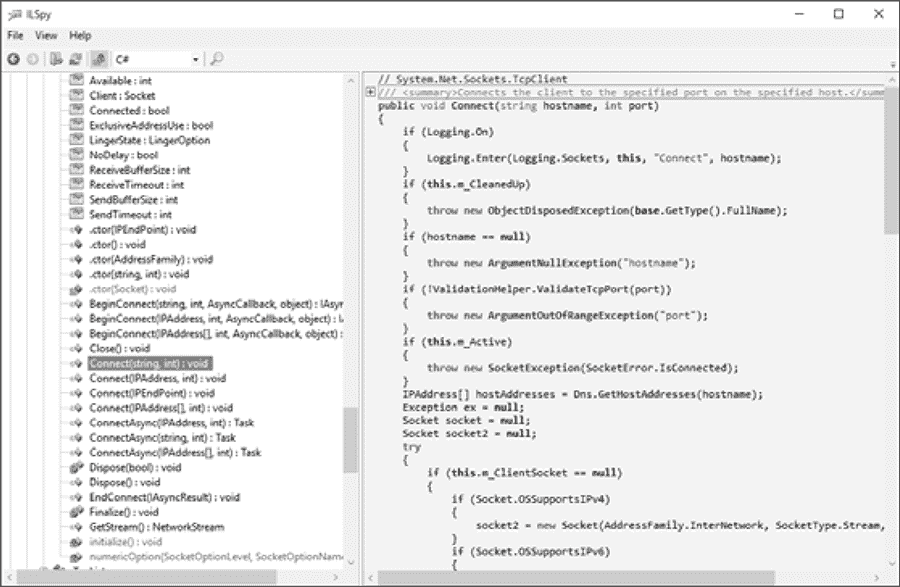 ILSpy
File View Help
C#
Available : int
Client : Socket
Connected : bool
ExclusiveAddressUse : bool
LingerState : LingerOption
NoDelay : bool
ReceiveBufferSize : int
ReceiveTimeout : int
SendBufferSize : int
SendTimeout : int
.ctor(IPEndPoint) : void
.ctor() : void
.ctor(AddressFamily) : void
.ctor(string, int) : void
.ctor(Socket) : void
BeginConnect(string, int, AsyncCallback, object) : IAsyn
BeginConnect(IPAddress, int, AsyncCallback, object) : IA
BeginConnect(IPAddress[], int, AsyncCallback, object) :
Close() : void
Connect(string, int) : void
Connect(IPAddress, int) : void
Connect(IPEndPoint) : void
Connect(IPAddress[], int) : void
ConnectAsync(IPAddress, int) : Task
ConnectAsync(string, int) : Task
ConnectAsync(IPAddress[], int) : Task
Dispose(bool) : void
Dispose() : void
EndConnect(IAsyncResult) : void
Finalize() : void
GetStream() : NetworkStream
initialize() : void
numericOption(SocketOptionLevel, SocketOptionName
// System.Net.Sockets.TcpClient
/// <summary>Connects the client to the specified port on the specified host.</summ
public void Connect(string hostname, int port)
{
if (Logging.On)
{
Logging.Enter(Logging.Sockets, this, "Connect", hostname);
}
if (this.m_CleanedUp)
{
throw new ObjectDisposedException(base.GetType().FullName);
}
if (hostname == null)
{
throw new ArgumentNullException("hostname");
}
if (!ValidationHelper.ValidateTcpPort(port))
{
throw new ArgumentOutOfRangeException("port");
}
if (this.m_Active)
{
throw new SocketException(SocketError.IsConnected);
}
IPAddress[] hostAddresses = Dns.GetHostAddresses(hostname);
Exception ex = null;
Socket socket = null;
Socket socket2 = null;
try
{
if (this.m_ClientSocket == null)
{
if (Socket.OSSupportsIPv4)
{
socket2 = new Socket(AddressFamily.InterNetwork, SocketType.Stream,
}
if (Socket.OSSupportsIPv6)
{